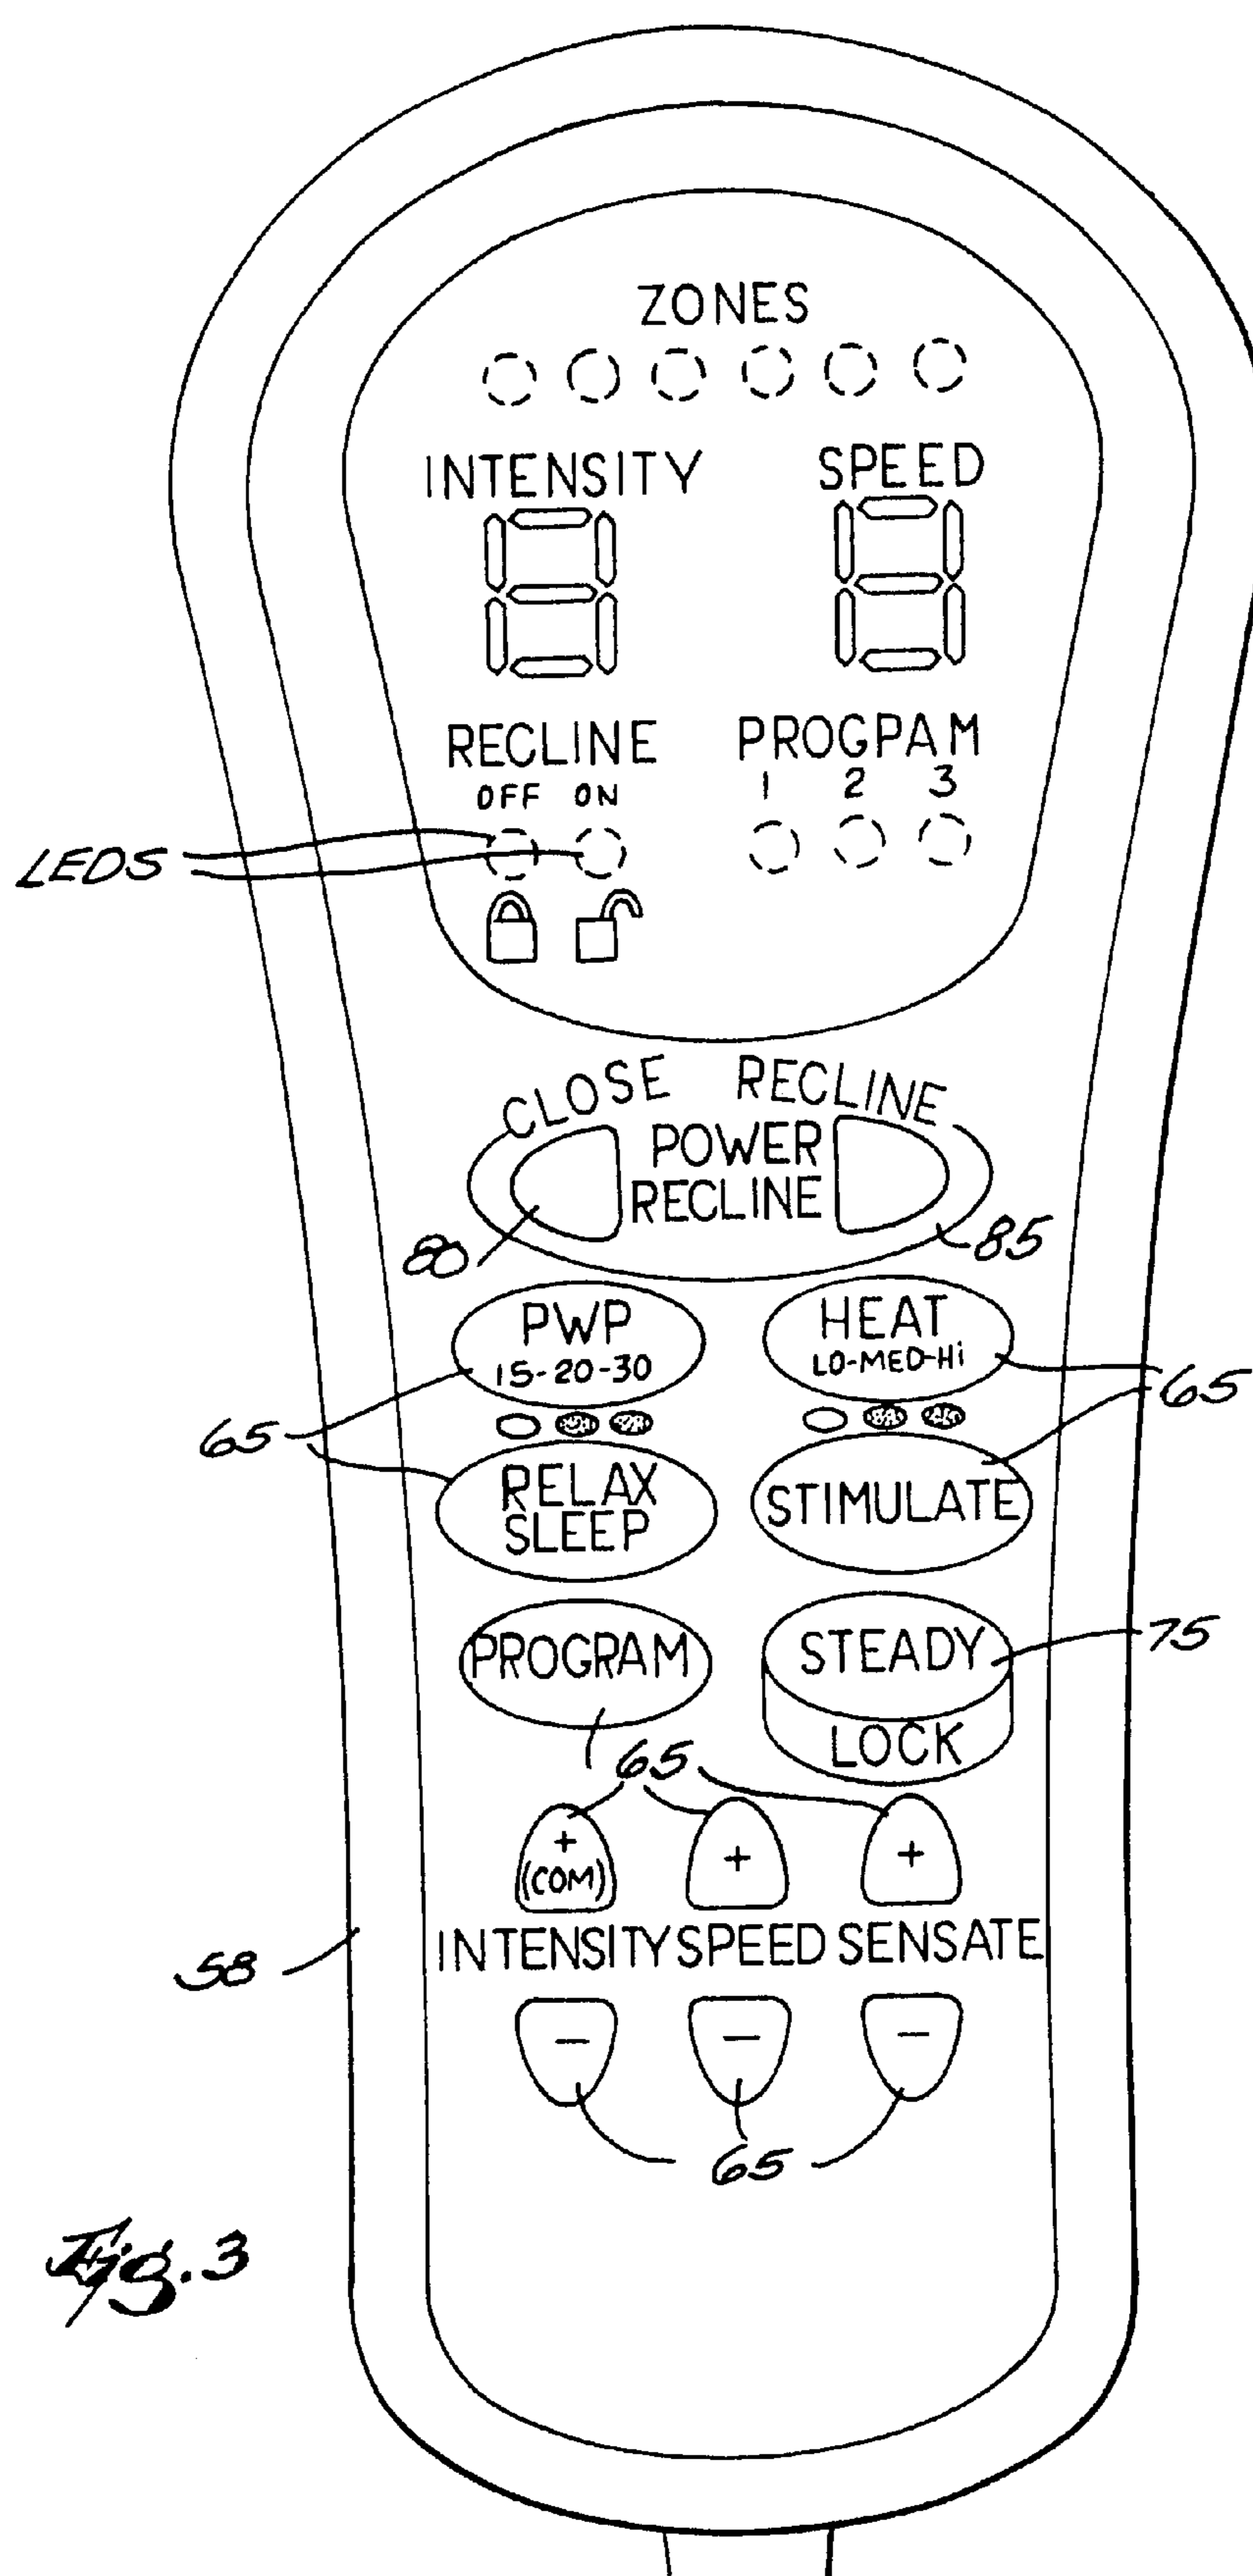 ZONES
INTENSITY SPEED
RECLINE PROGPAM
OFF ON 1 2 3
LEDS
CLOSE RECLINE
POWER
RECLINE
80 85
PWP HEAT
15-20-30 LO-MED-Hi
65 65
RELAX
SLEEP
STIMULATE
PROGRAM STEADY 75
LOCK
65
+ + +
(COM)
INTENSITY SPEED SENSATE
58
- - -
65
Fig. 3